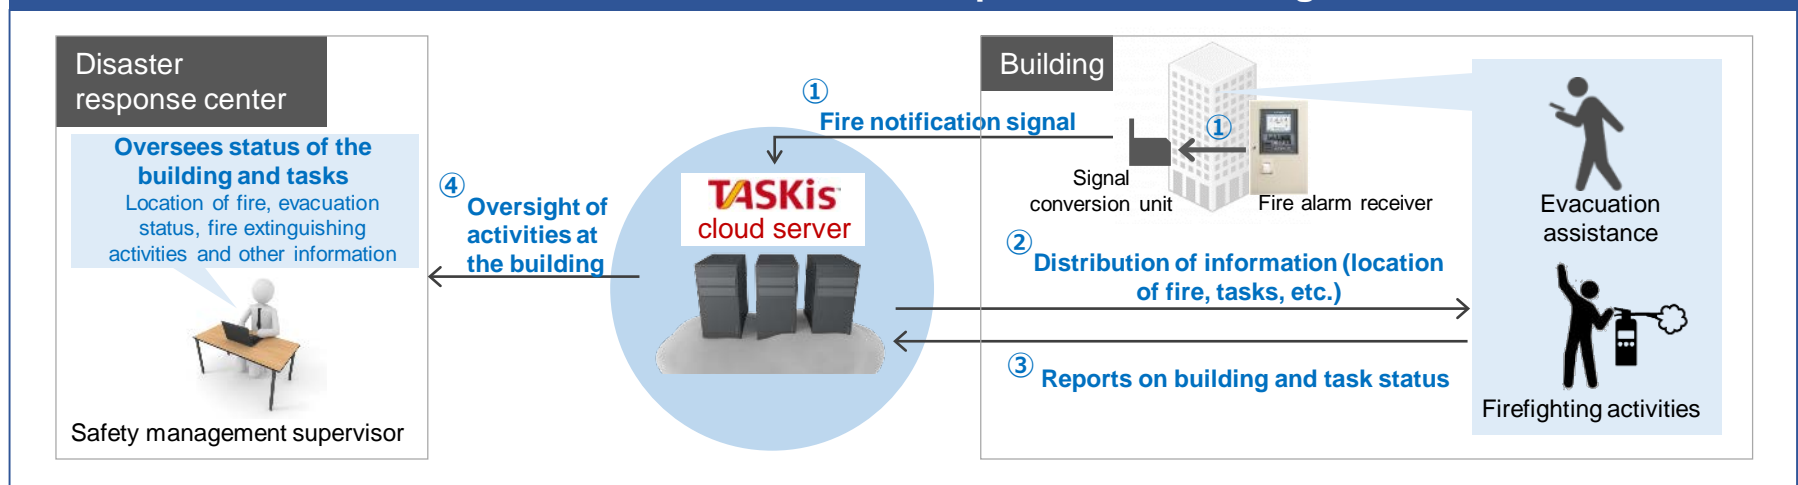 Disaster
response center
Oversees status of the
building and tasks
Location of fire, evacuation
status, fire extinguishing
activities and other information
Safety management supervisor
④
Oversight of
activities at
the building
①
Fire notification signal
TASKis
cloud server
Building
①
Signal
conversion unit
Fire alarm receiver
②
Distribution of information (location
of fire, tasks, etc.)
③
Reports on building and task status
Evacuation
assistance
Firefighting activities